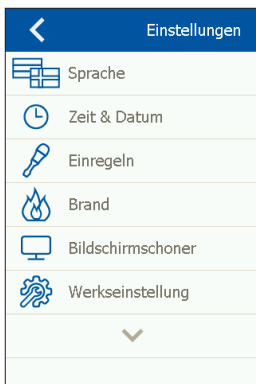 Einstellungen
Sprache
Zeit & Datum
Einregeln
Brand
Bildschirmschoner
Werkseinstellung